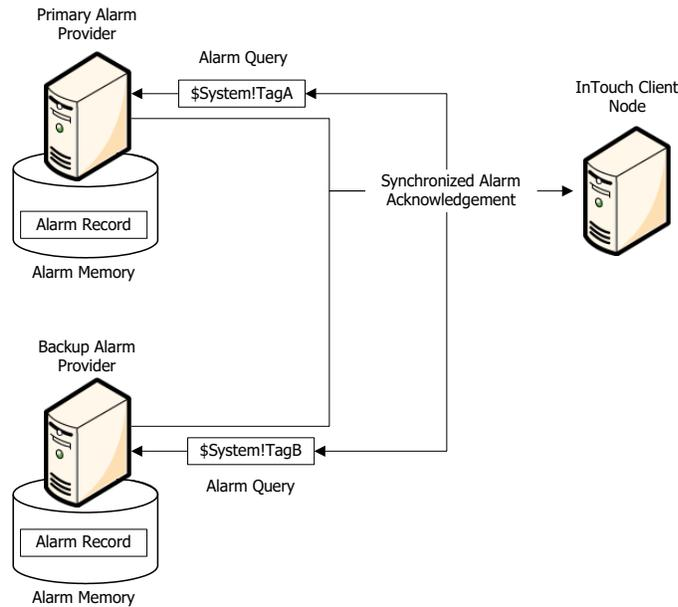 Primary Alarm
Provider
Alarm Query
$System!TagA
InTouch Client
Node
Synchronized Alarm
Acknowledgement
Alarm Record
Alarm Memory
Backup Alarm
Provider
$System!TagB
Alarm Query
Alarm Record
Alarm Memory